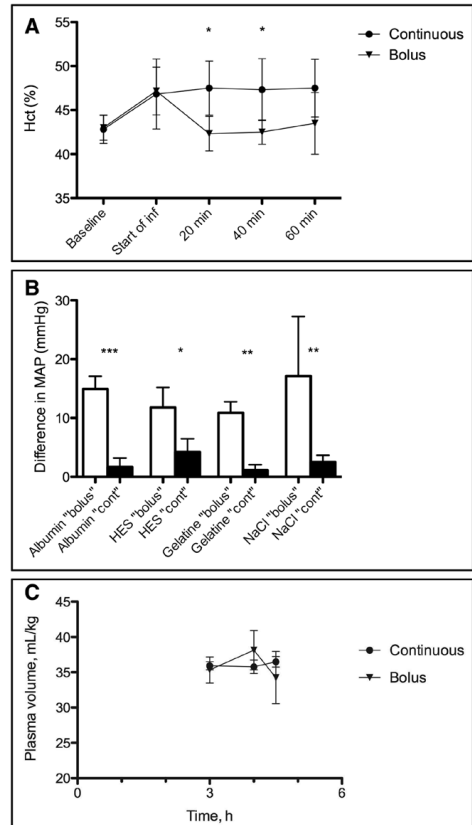 A
Hct (%)
55
50
45
40
35
* *
Continuous
Bolus
Baseline
Start of inf
20 min
40 min
60 min
B
Difference in MAP (mmHg)
30
20
10
0
*** * ** **
Albumin "bolus"
Albumin "cont"
HES "bolus"
HES "cont"
Gelatine "bolus"
Gelatine "cont"
NaCl "bolus"
NaCl "cont"
C
Plasma volume, mL/kg
45
40
35
30
25
20
0 3 6
Time, h
Continuous
Bolus